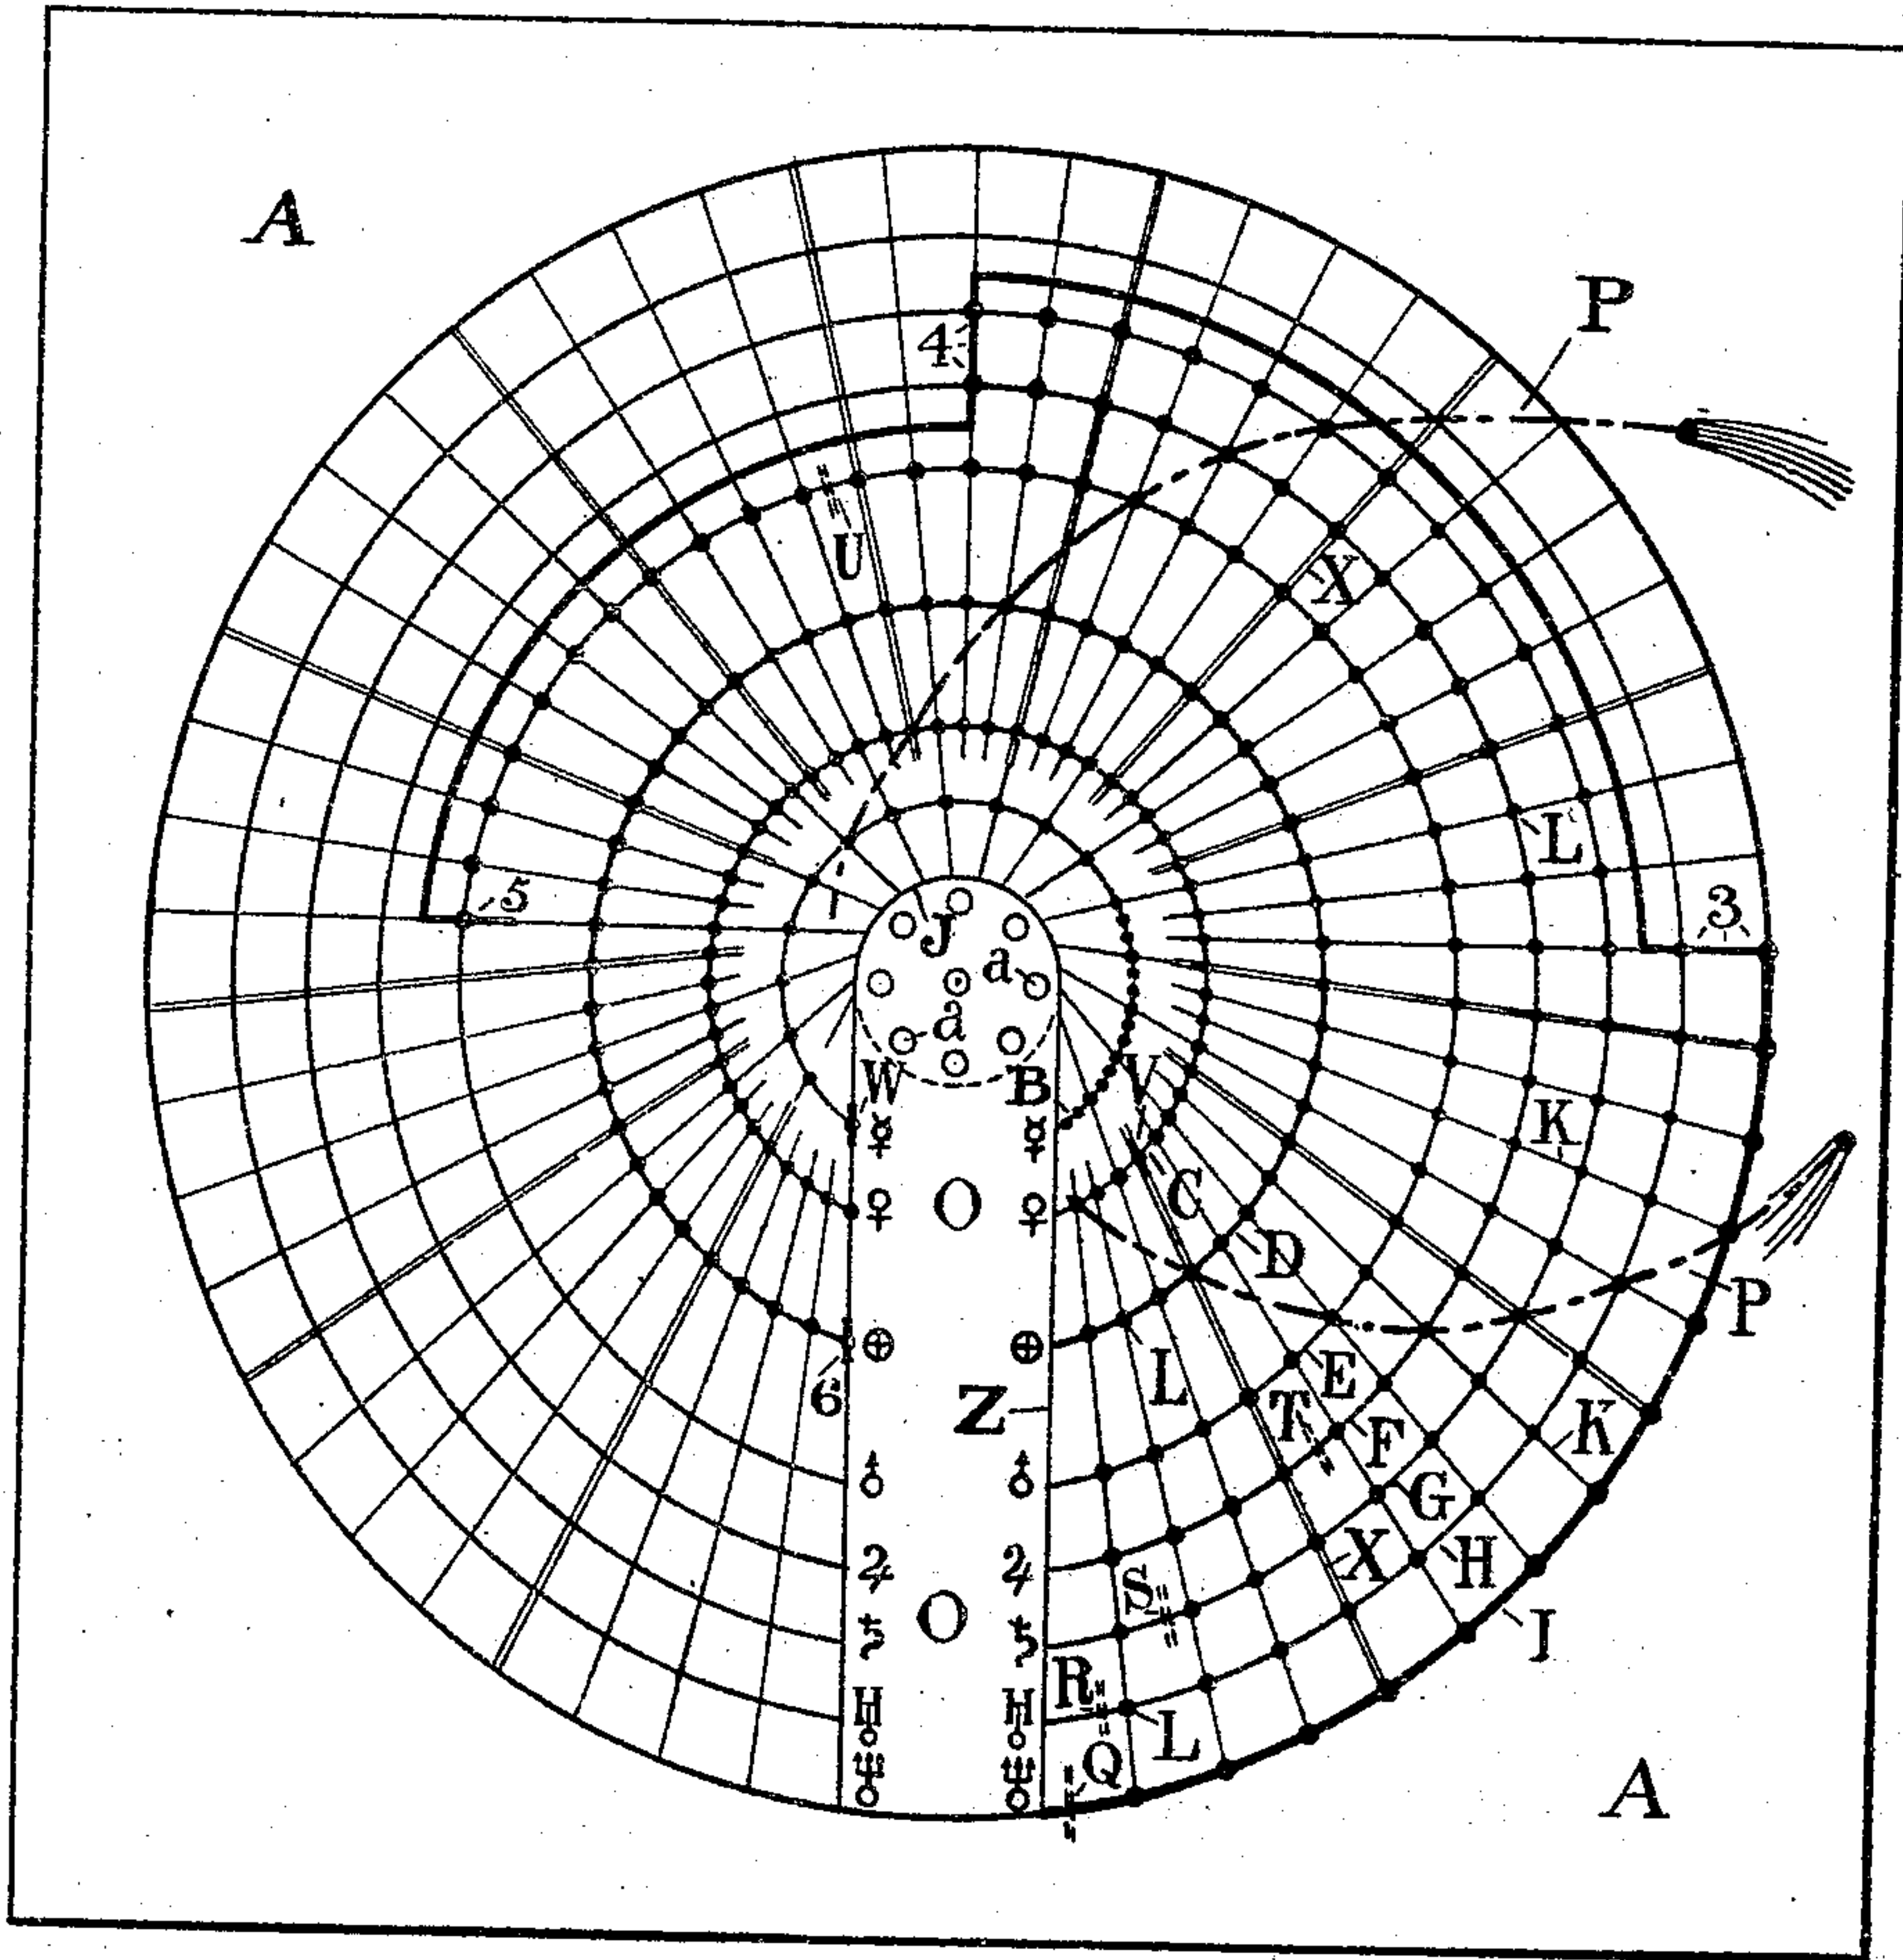 A
P
4
U
X
L
5
3
J
a
a
W B V
☿ ☿
K
♀ O ♀ C
D
P
⊕ ⊕
6 Z L E
T F K
♂ ♂
G
♃ ♃ X H
S
♄ O ♄ I
R
♅ ♅ L
Q
♆ ♆ A